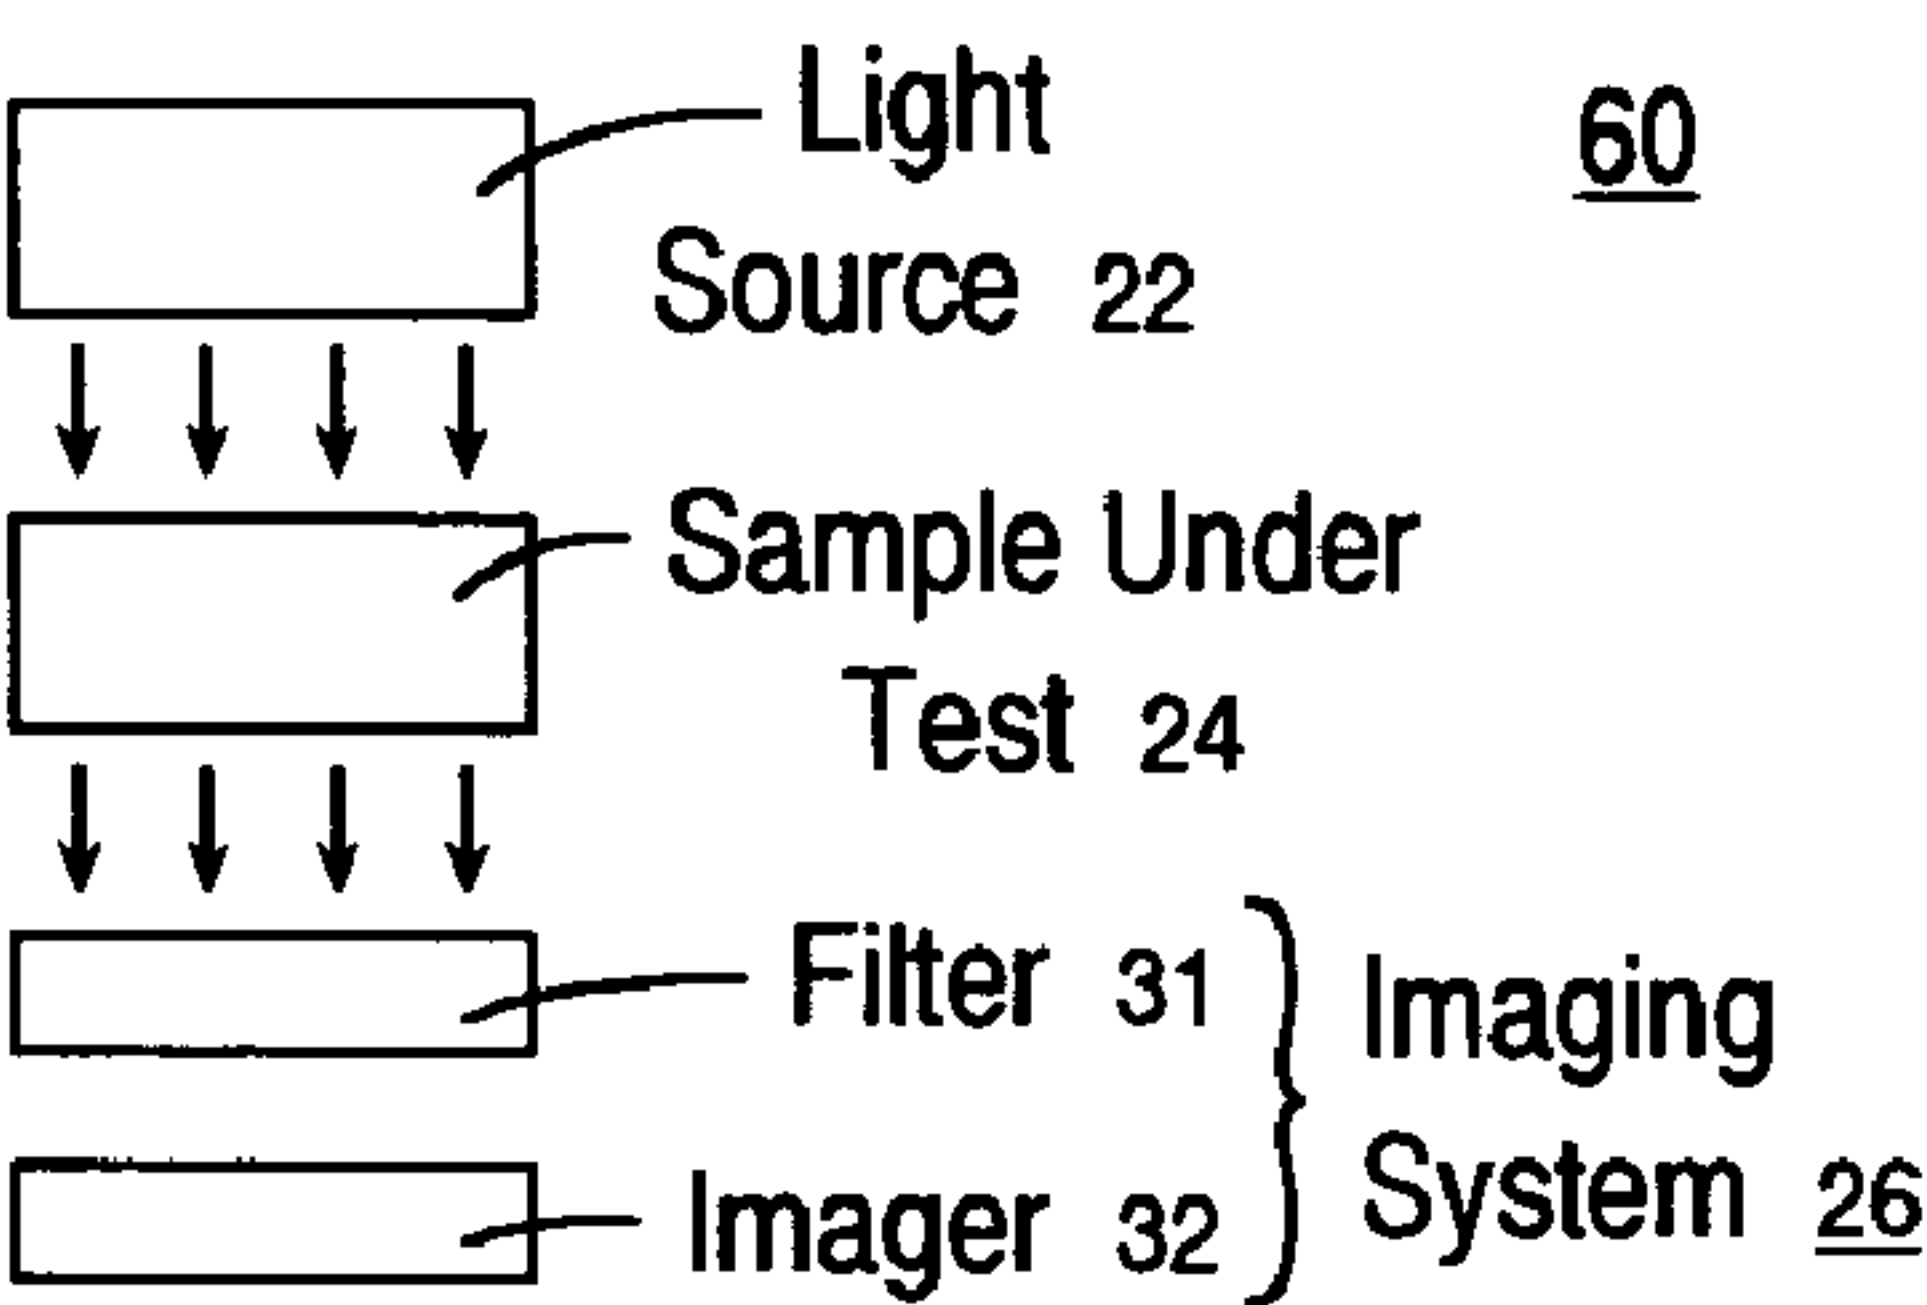 Light
60
Source 22
Sample Under
Test 24
Filter 31
Imager 32
Imaging
System 26